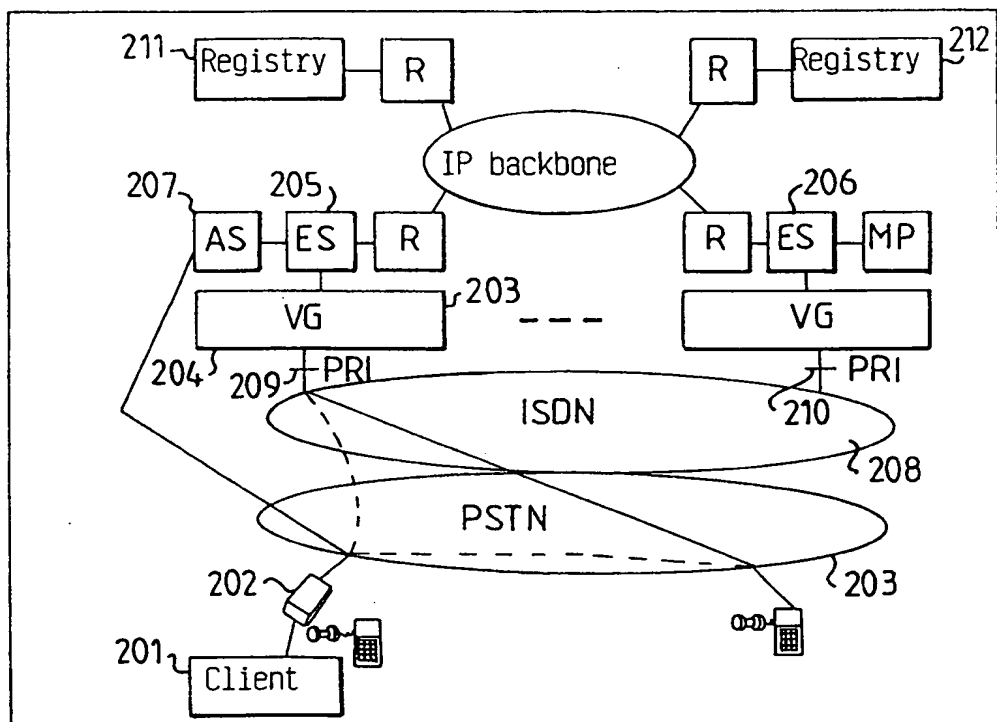 211 Registry R R Registry 212
IP backbone
207 205 206
AS ES R R ES MP
VG 203 VG
204 209 PRI PRI
210
ISDN
208
PSTN
202 203
201
Client